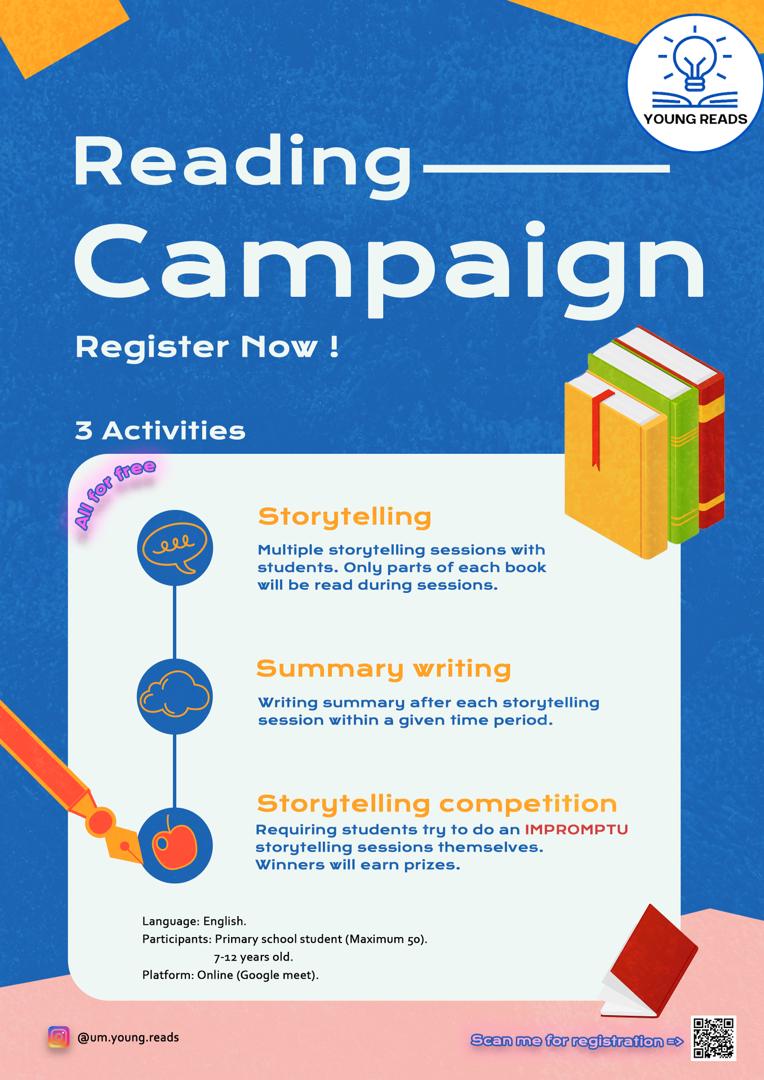 YOUNG READS
Reading
Campaign
Register Now !
3 Activities
All for free
Storytelling
Multiple storytelling sessions with
students. Only parts of each book
will be read during sessions.
Summary writing
Writing summary after each storytelling
session within a given time period.
Storytelling competition
Requiring students try to do an IMPROMPTU
storytelling sessions themselves.
Winners will earn prizes.
Language: English.
Participants: Primary school student (Maximum 50).
7-12 years old.
Platform: Online (Google meet).
@um.young.reads
Scan me for registration =>